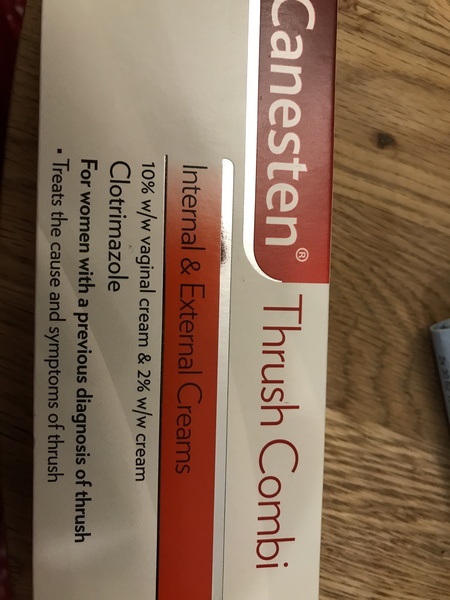 Canesten® Thrush Combi
Internal & External Creams
10% w/w vaginal cream & 2% w/w cream
Clotrimazole
For women with a previous diagnosis of thrush
• Treats the cause and symptoms of thrush